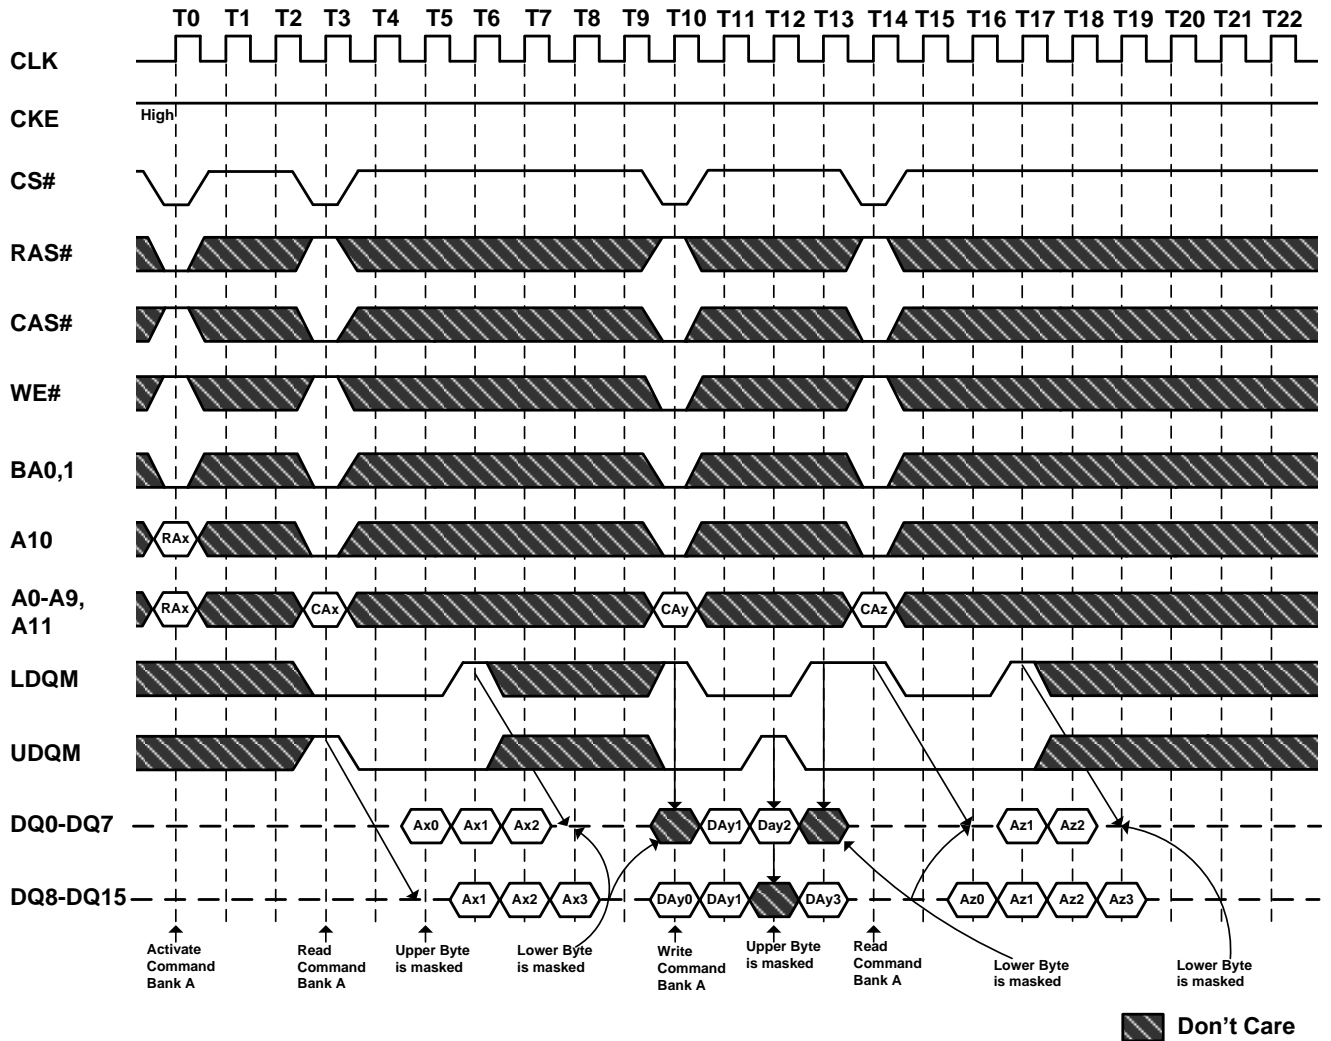 T0 T1 T2 T3 T4 T5 T6 T7 T8 T9 T10 T11 T12 T13 T14 T15 T16 T17 T18 T19 T20 T21 T22
CLK
CKE
High
CS#
RAS#
CAS#
WE#
BA0,1
A10
RAx
A0-A9,
A11
RAx CAx CAy CAz
LDQM
UDQM
DQ0-DQ7
Ax0 Ax1 Ax2 DAy1 Day2 Az1 Az2
DQ8-DQ15
Ax1 Ax2 Ax3 DAy0 DAy1 DAy3 Az0 Az1 Az2 Az3
Activate
Command
Bank A
Read
Command
Bank A
Upper Byte
is masked
Lower Byte
is masked
Write
Command
Bank A
Upper Byte
is masked
Read
Command
Bank A
Lower Byte
is masked
Lower Byte
is masked
Don't Care